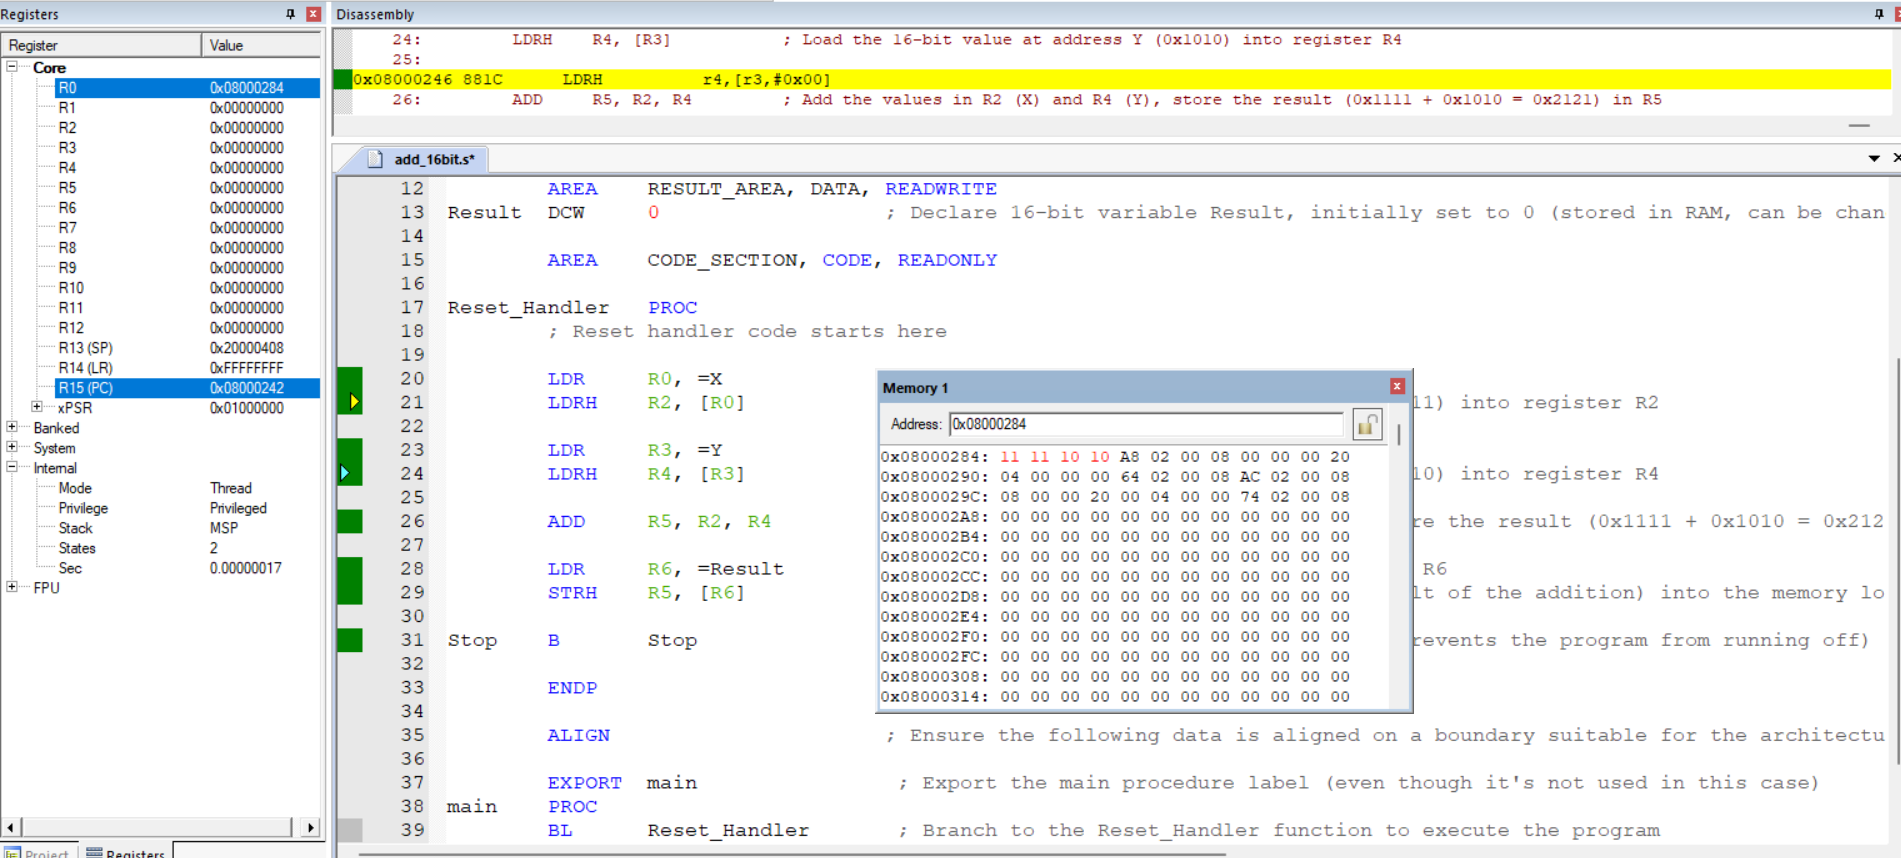 Registers
Register Value
Core
R0 0x08000284
R1 0x00000000
R2 0x00000000
R3 0x00000000
R4 0x00000000
R5 0x00000000
R6 0x00000000
R7 0x00000000
R8 0x00000000
R9 0x00000000
R10 0x00000000
R11 0x00000000
R12 0x00000000
R13 (SP) 0x20000408
R14 (LR) 0xFFFFFFFF
R15 (PC) 0x08000242
xPSR 0x01000000
Banked
System
Internal
Mode Thread
Privilege Privileged
Stack MSP
States 2
Sec 0.00000017
FPU
Project Registers
Disassembly
24: LDRH R4, [R3] ; Load the 16-bit value at address Y (0x1010) into register R4
25:
0x08000246 881C LDRH r4,[r3,#0x00]
26: ADD R5, R2, R4 ; Add the values in R2 (X) and R4 (Y), store the result (0x1111 + 0x1010 = 0x2121) in R5
add_16bit.s*
12 AREA RESULT_AREA, DATA, READWRITE
13 Result DCW 0 ; Declare 16-bit variable Result, initially set to 0 (stored in RAM, can be chan
14
15 AREA CODE_SECTION, CODE, READONLY
16
17 Reset_Handler PROC
18 ; Reset handler code starts here
19
20 LDR R0, =X
21 LDRH R2, [R0] 11) into register R2
22
23 LDR R3, =Y
24 LDRH R4, [R3] 10) into register R4
25
26 ADD R5, R2, R4 re the result (0x1111 + 0x1010 = 0x212
27
28 LDR R6, =Result R6
29 STRH R5, [R6] lt of the addition) into the memory lo
30
31 Stop B Stop revents the program from running off)
32
33 ENDP
34
35 ALIGN ; Ensure the following data is aligned on a boundary suitable for the architectu
36
37 EXPORT main ; Export the main procedure label (even though it's not used in this case)
38 main PROC
39 BL Reset_Handler ; Branch to the Reset_Handler function to execute the program
Memory 1
Address: 0x08000284
0x08000284: 11 11 10 10 A8 02 00 08 00 00 00 20
0x08000290: 04 00 00 00 64 02 00 08 AC 02 00 08
0x0800029C: 08 00 00 20 00 04 00 00 74 02 00 08
0x080002A8: 00 00 00 00 00 00 00 00 00 00 00 00
0x080002B4: 00 00 00 00 00 00 00 00 00 00 00 00
0x080002C0: 00 00 00 00 00 00 00 00 00 00 00 00
0x080002CC: 00 00 00 00 00 00 00 00 00 00 00 00
0x080002D8: 00 00 00 00 00 00 00 00 00 00 00 00
0x080002E4: 00 00 00 00 00 00 00 00 00 00 00 00
0x080002F0: 00 00 00 00 00 00 00 00 00 00 00 00
0x080002FC: 00 00 00 00 00 00 00 00 00 00 00 00
0x08000308: 00 00 00 00 00 00 00 00 00 00 00 00
0x08000314: 00 00 00 00 00 00 00 00 00 00 00 00